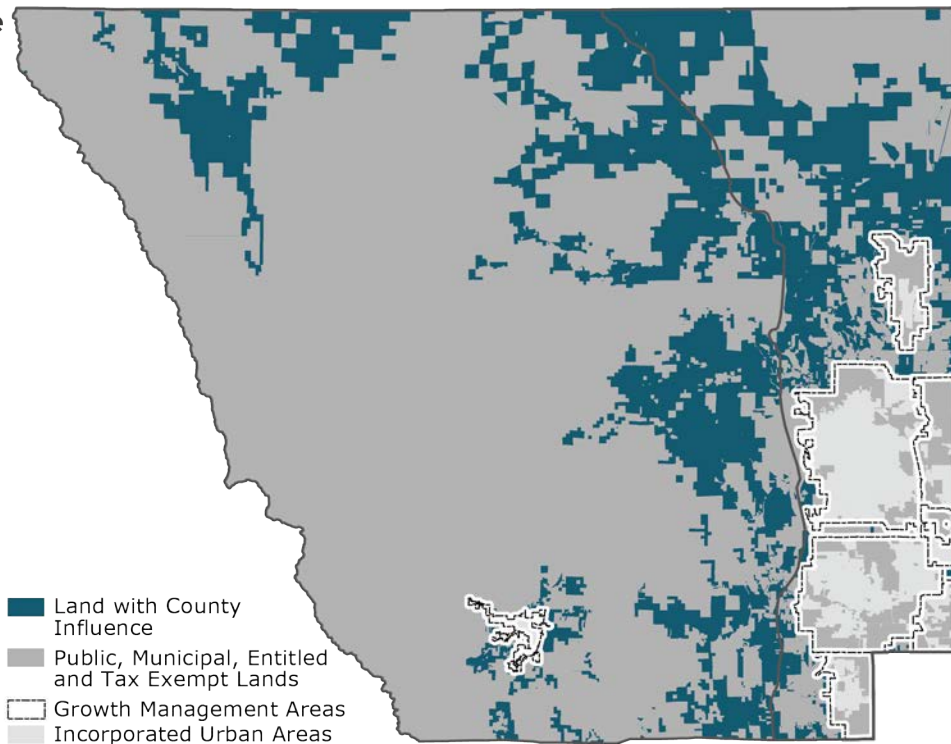 Land with County
Influence
Public, Municipal, Entitled
and Tax Exempt Lands
Growth Management Areas
Incorporated Urban Areas